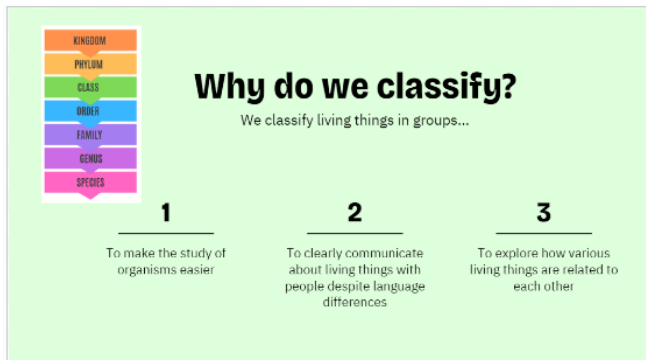 KINGDOM
PHYLUM
CLASS
ORDER
FAMILY
GENUS
SPECIES
Why do we classify?
We classify living things in groups...
1
To make the study of
organisms easier
2
To clearly communicate
about living things with
people despite language
differences
3
To explore how various
living things are related to
each other